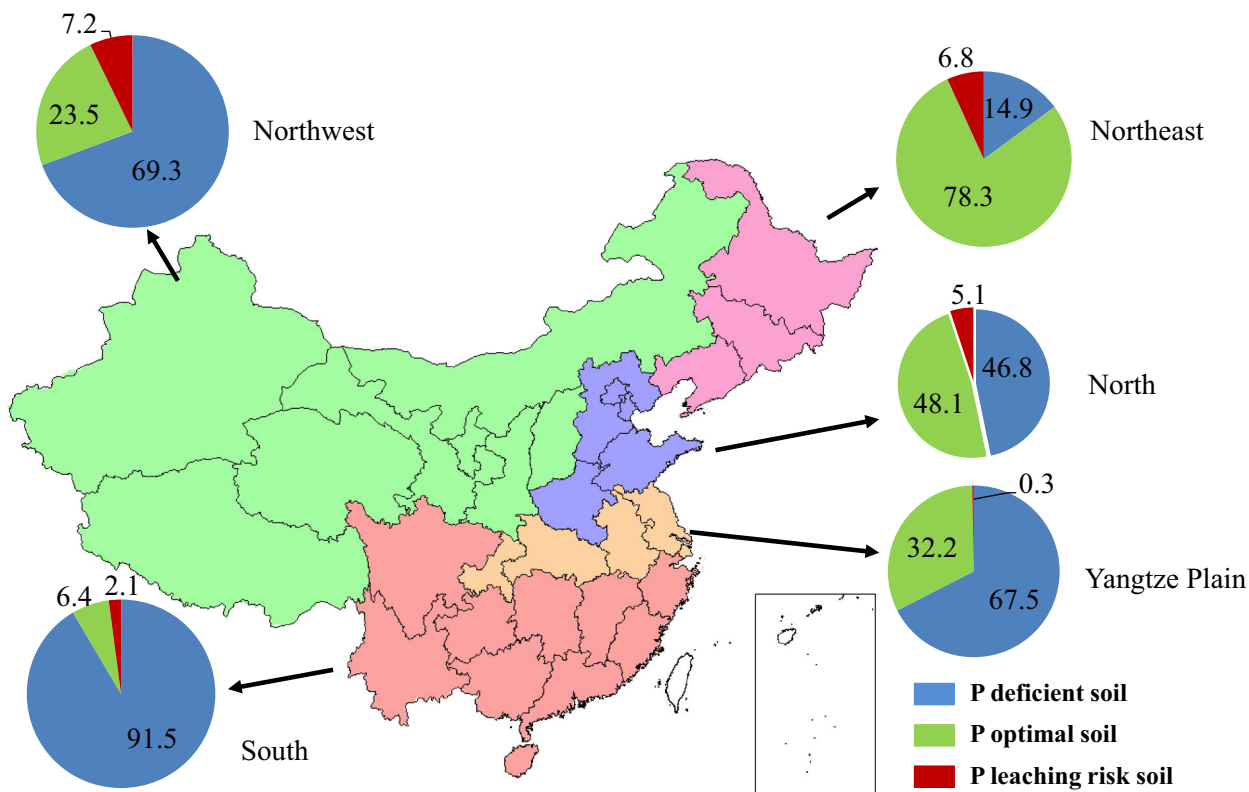 7.2
23.5
69.3
Northwest
6.8
14.9
78.3
Northeast
5.1
46.8
48.1
North
0.3
32.2
67.5
Yangtze Plain
6.4
2.1
91.5
South
P deficient soil
P optimal soil
P leaching risk soil